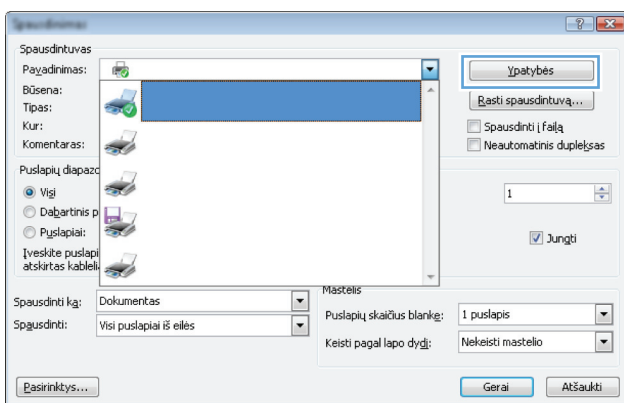 Spausdinimas
Spausdintuvas
Pavadinimas:
Ypatybės
Būsena:
Tipas:
Rasti spausdintuvą...
Kur:
Spausdinti į failą
Komentaras:
Neautomatinis dupleksas
Puslapių diapazo
Visi
1
Dabartinis p
Puslapiai:
Jungti
Įveskite puslapi
atskirtas kableli
Mastelis
Spausdinti ką:
Dokumentas
Puslapių skaičius blanke:
1 puslapis
Spausdinti:
Visi puslapiai iš eilės
Keisti pagal lapo dydį:
Nekeisti mastelio
Pasirinktys...
Gerai
Atšaukti